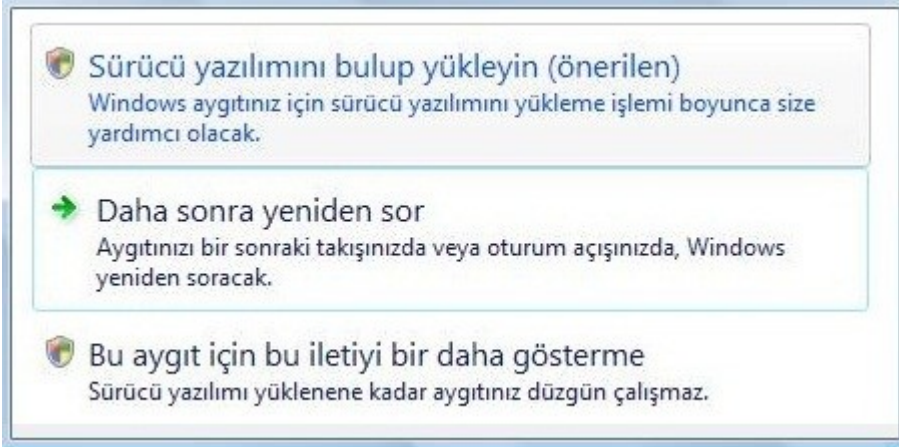 Sürücü yazılımını bulup yükleyin (önerilen)
Windows aygıtınız için sürücü yazılımını yükleme işlemi boyunca size
yardımcı olacak.
Daha sonra yeniden sor
Aygıtınızı bir sonraki takışınızda veya oturum açışınızda, Windows
yeniden soracak.
Bu aygıt için bu iletiyi bir daha gösterme
Sürücü yazılımı yüklenene kadar aygıtınız düzgün çalışmaz.